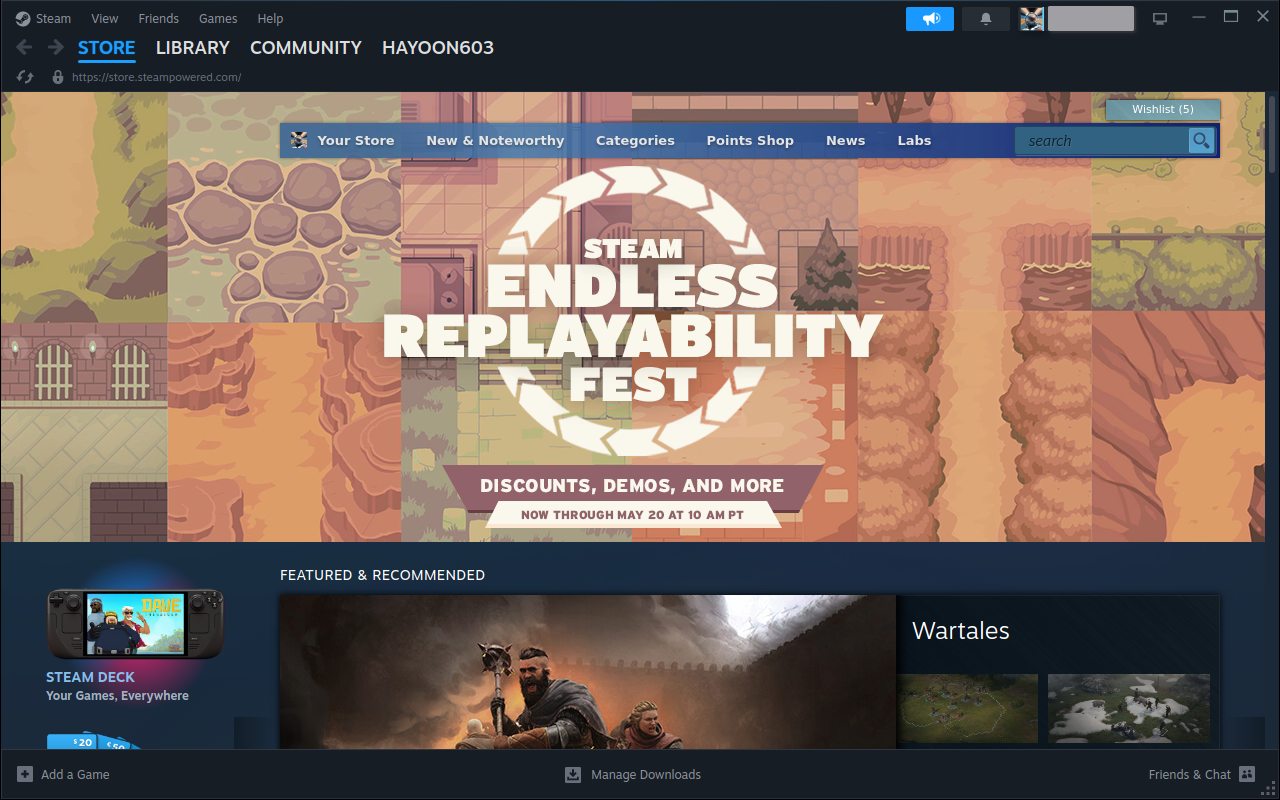 Steam View Friends Games Help
STORE LIBRARY COMMUNITY HAYOON603
https://store.steampowered.com/
Wishlist (5)
Your Store New & Noteworthy Categories Points Shop News Labs search
STEAM
ENDLESS
REPLAYABILITY
FEST
DISCOUNTS, DEMOS, AND MORE
NOW THROUGH MAY 20 AT 10 AM PT
FEATURED & RECOMMENDED
DAVE
Wartales
STEAM DECK
Your Games, Everywhere
$20 $50
Add a Game Manage Downloads Friends & Chat